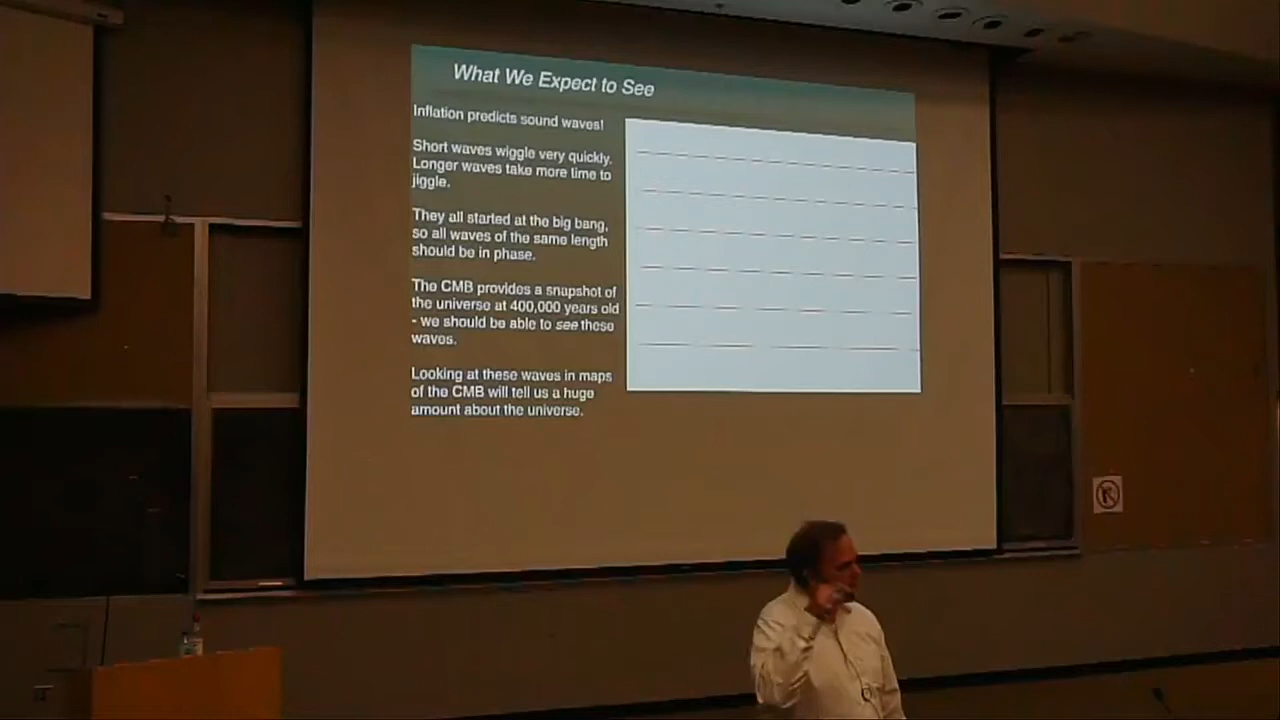 What We Expect to See
Inflation predicts sound waves!
Short waves wiggle very quickly.
Longer waves take more time to
jiggle.
They all started at the big bang,
so all waves of the same length
should be in phase.
The CMB provides a snapshot of
the universe at 400,000 years old
- we should be able to see these
waves.
Looking at these waves in maps
of the CMB will tell us a huge
amount about the universe.